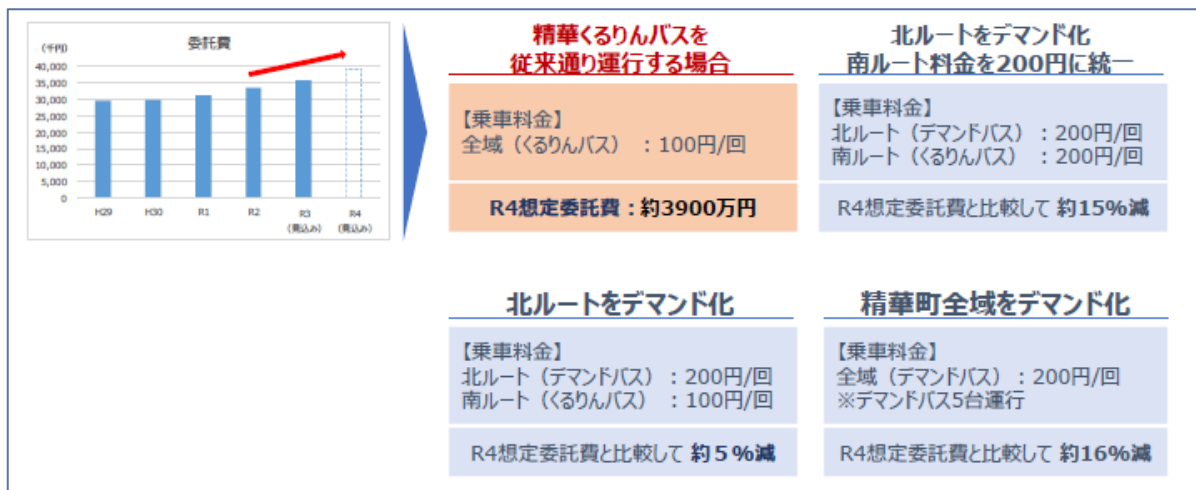 委託費
(千円)
40,000
35,000
30,000
25,000
20,000
15,000
10,000
5,000
0
H29
H30
R1
R2
R3
(見込み)
R4
(見込み)
精華くるりんバスを
従来通り運行する場合
【乗車料金】
全域（くるりんバス）：100円/回
R4想定委託費：約3900万円
北ルートをデマンド化
南ルート料金を200円に統一
【乗車料金】
北ルート（デマンドバス）：200円/回
南ルート（くるりんバス）：200円/回
R4想定委託費と比較して 約15%減
北ルートをデマンド化
【乗車料金】
北ルート（デマンドバス）：200円/回
南ルート（くるりんバス）：100円/回
R4想定委託費と比較して 約５%減
精華町全域をデマンド化
【乗車料金】
全域（デマンドバス）：200円/回
※デマンドバス5台運行
R4想定委託費と比較して 約16%減